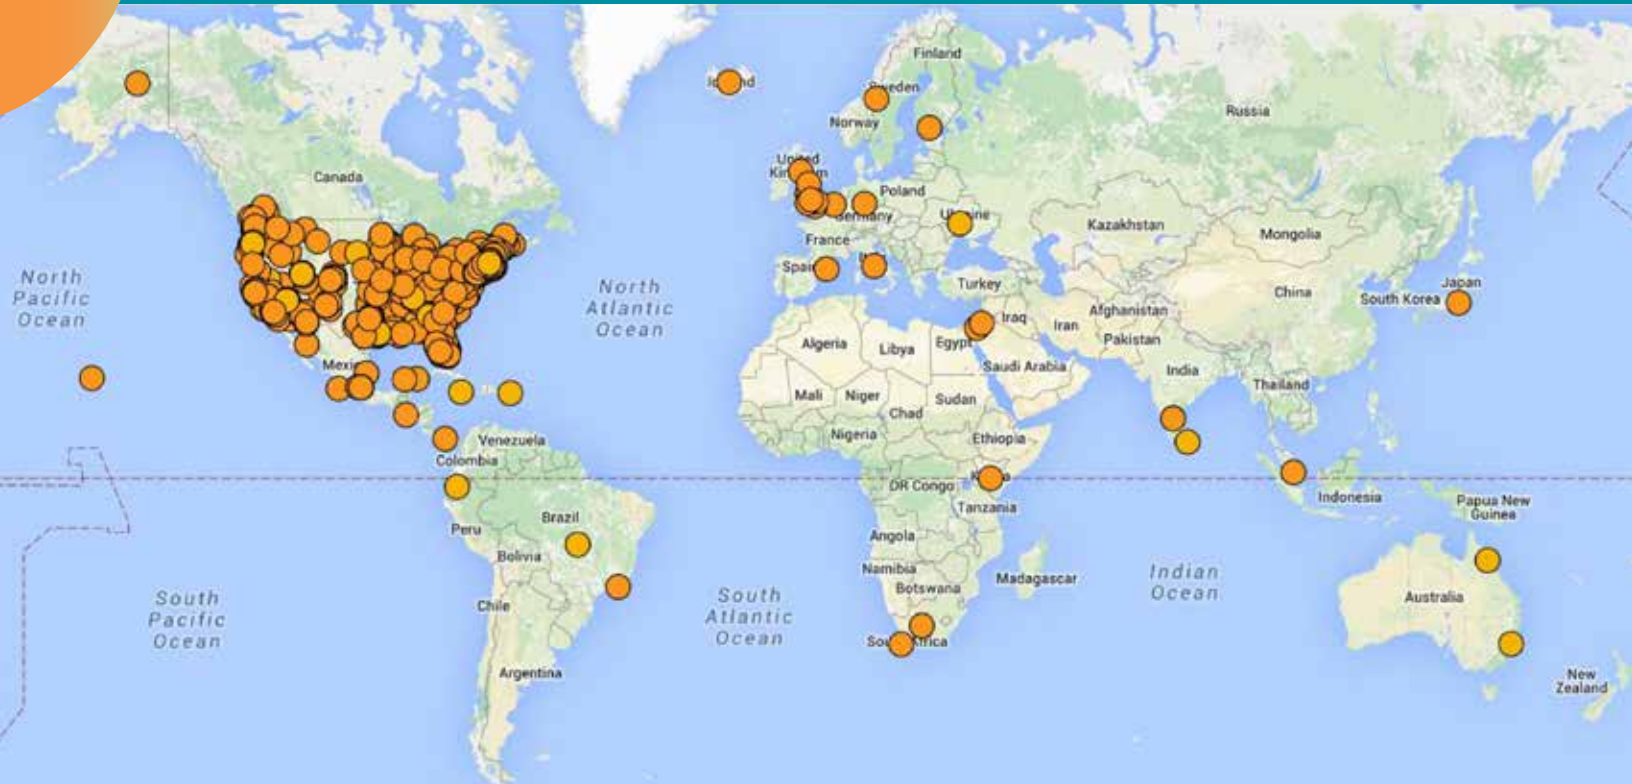 Finland
Russia
Norway
Canada
Poland
Kazakhstan
Mongolia
France
North
Pacific
Ocean
North
Atlantic
Ocean
Turkey
Japan
China
South Korea
Afghanistan
Iraq
Iran
Pakistan
Algeria
Libya
Egypt
Saudi Arabia
India
Thailand
Mali
Niger
Sudan
Chad
Nigeria
Ethiopia
Venezuela
Colombia
DR Congo
Tanzania
Indonesia
Papua New
Guinea
Brazil
Peru
Angola
Bolivia
Namibia
Botswana
Madagascar
Indian
Ocean
Australia
South
Pacific
Ocean
Chile
South
Atlantic
Ocean
Argentina
New
Zealand